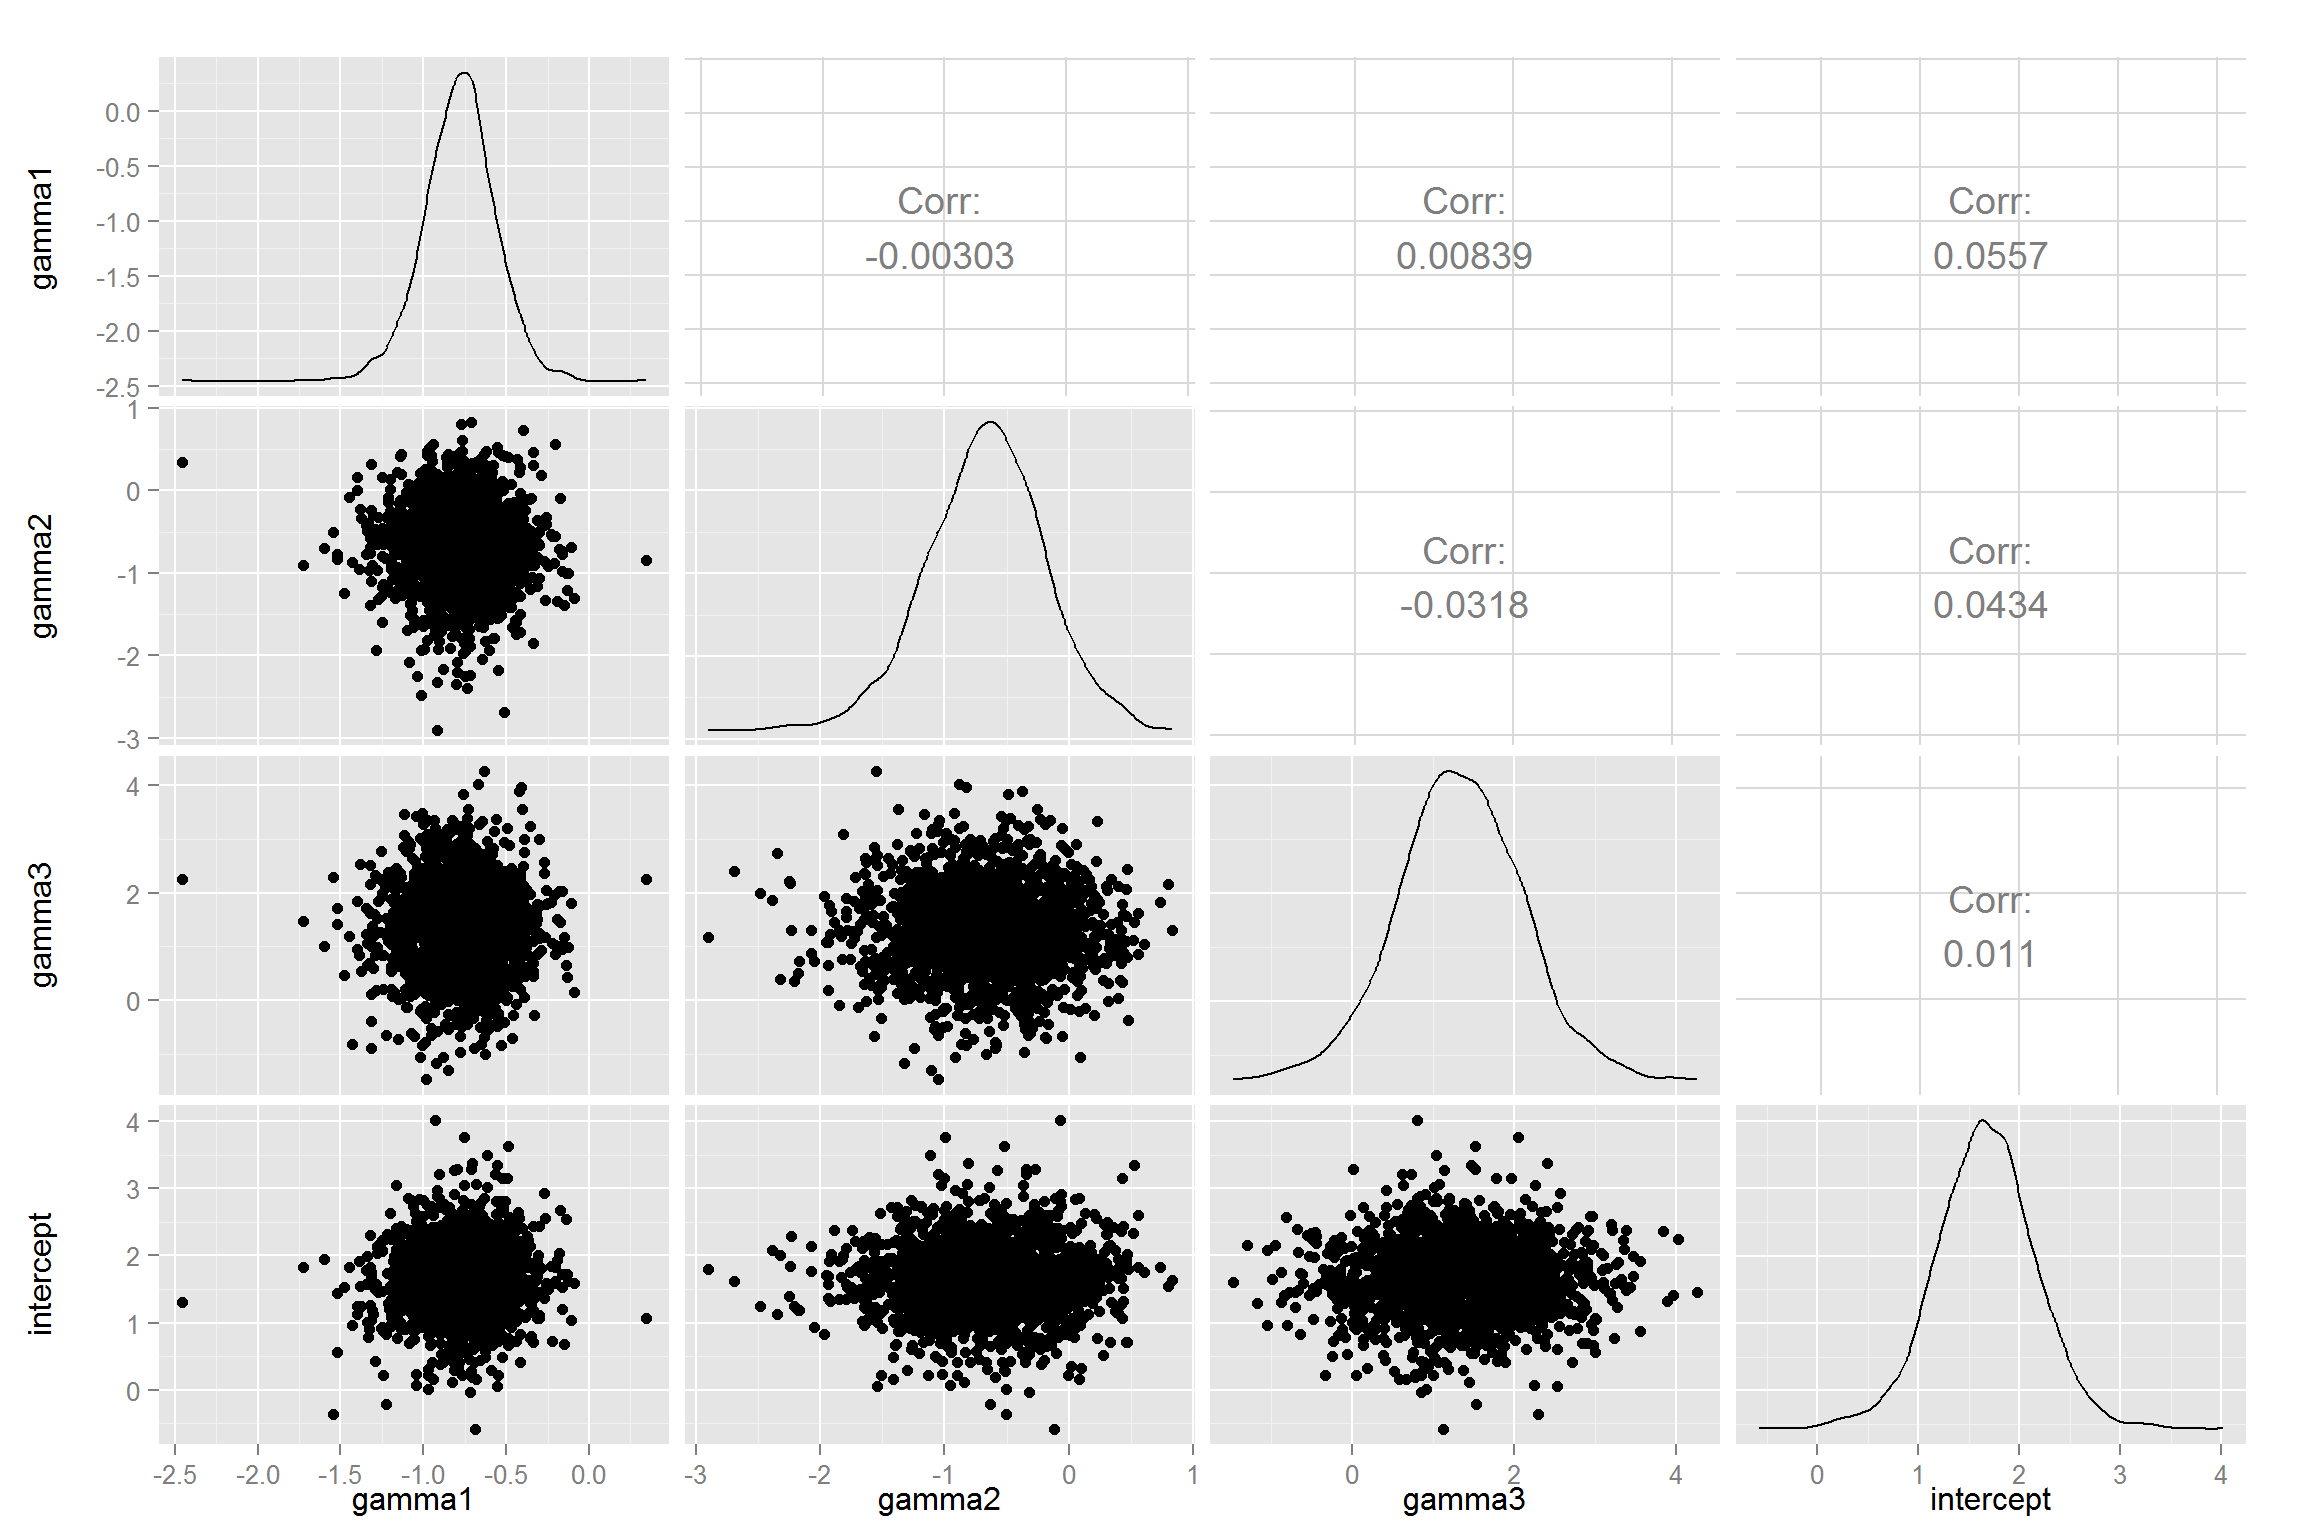 gamma1
0.0
-0.5
-1.0
-1.5
-2.0
-2.5
Corr:
-0.00303
Corr:
0.00839
Corr:
0.0557
gamma2
1
0
-1
-2
-3
Corr:
-0.0318
Corr:
0.0434
gamma3
4
2
0
Corr:
0.011
intercept
4
3
2
1
0
-2.5 -2.0 -1.5 -1.0 -0.5 0.0
gamma1
-3 -2 -1 0 1
gamma2
0 2 4
gamma3
0 1 2 3 4
intercept